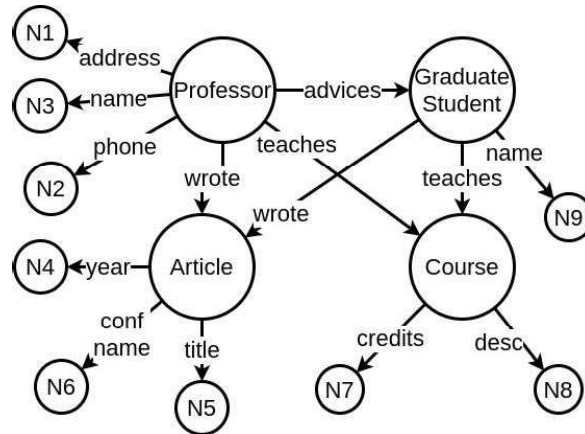 N1
address
Professor
advices
Graduate
Student
N3
name
phone
N2
teaches
wrote
wrote
teaches
name
N9
N4
year
Article
Course
conf
name
title
credits
desc
N6
N5
N7
N8